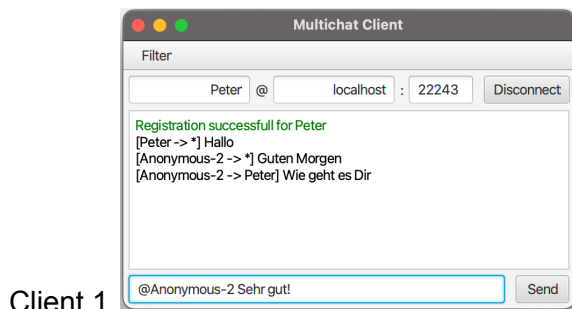 Multichat Client
Filter
Peter @ localhost : 22243 Disconnect
Registration successfull for Peter
[Peter -> *] Hallo
[Anonymous-2 -> *] Guten Morgen
[Anonymous-2 -> Peter] Wie geht es Dir
@Anonymous-2 Sehr gut! Send
Client 1